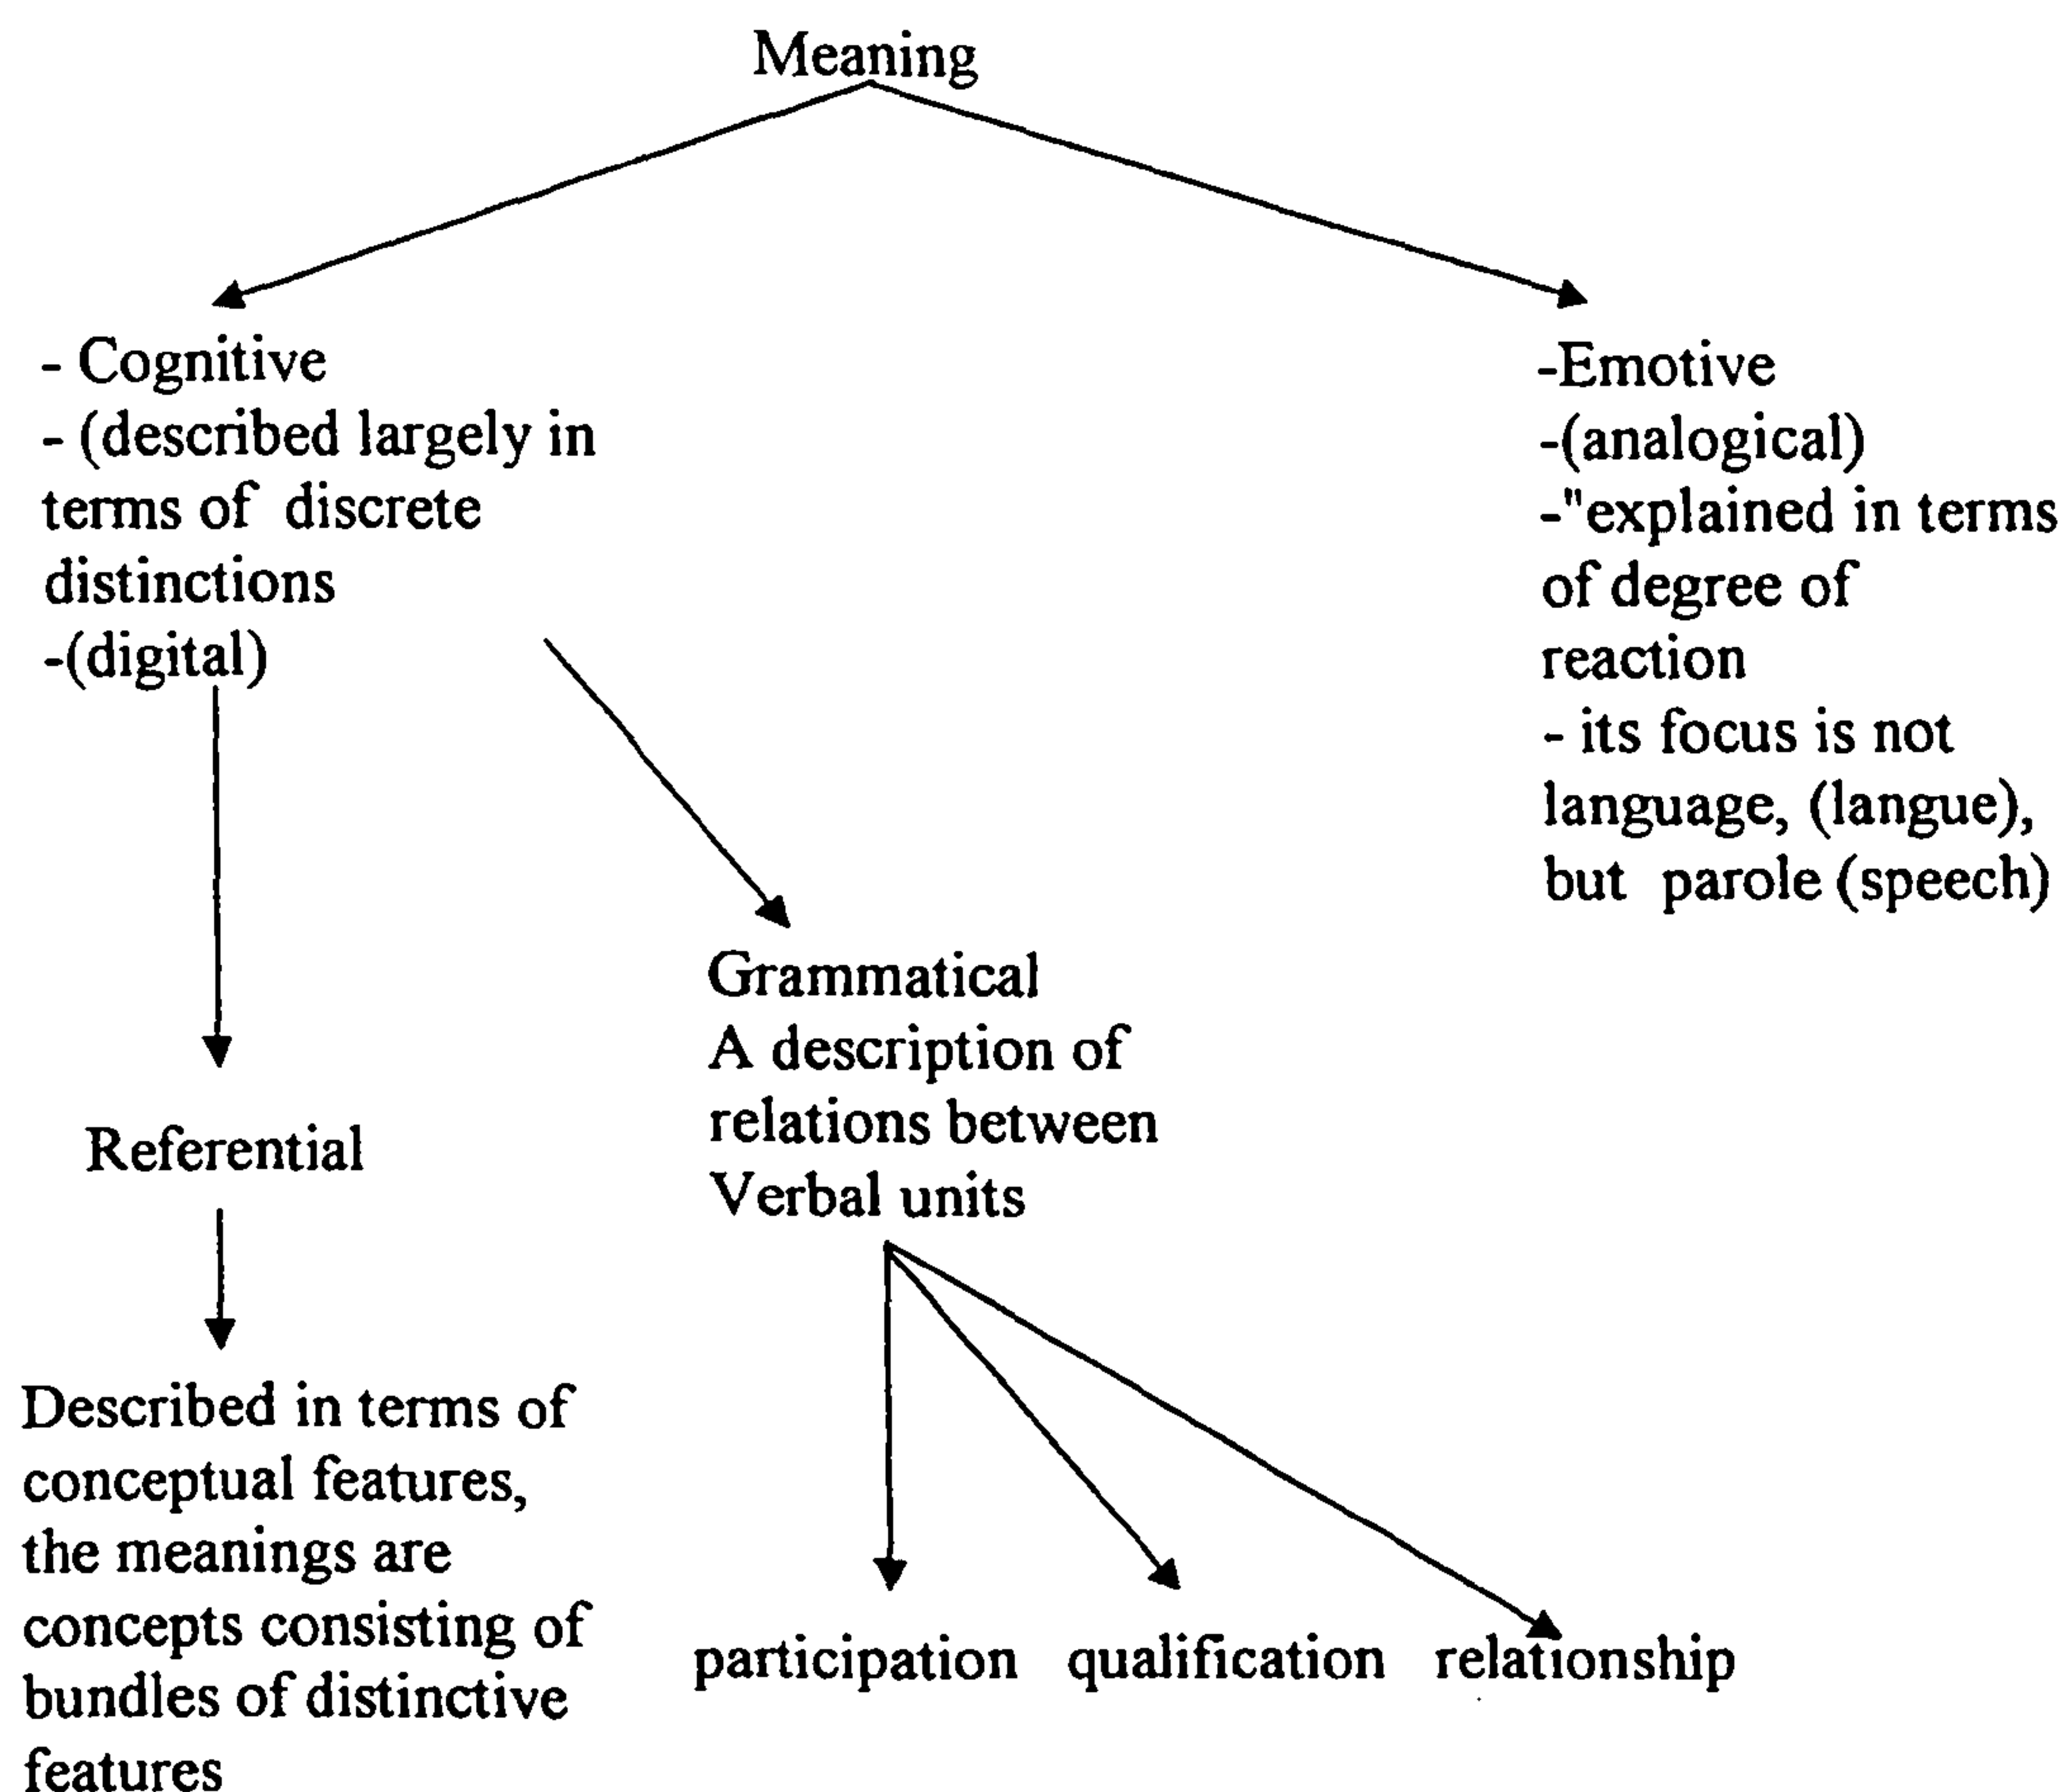 Meaning
- Cognitive
- (described largely in
terms of discrete
distinctions
-(digital)
-Emotive
-(analogical)
-"explained in terms
of degree of
reaction
- its focus is not
language, (langue),
but parole (speech)
Referential
Grammatical
A description of
relations between
Verbal units
Described in terms of
conceptual features,
the meanings are
concepts consisting of
bundles of distinctive
features
participation qualification relationship